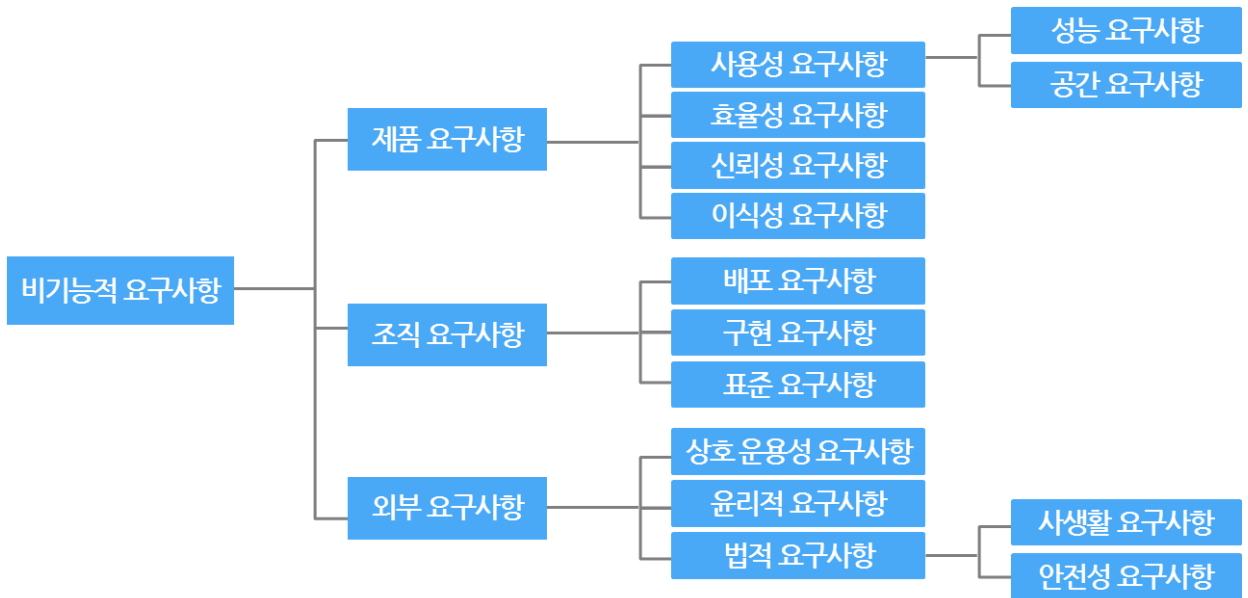 비기능적 요구사항
제품 요구사항
사용성 요구사항
성능 요구사항
공간 요구사항
효율성 요구사항
신뢰성 요구사항
이식성 요구사항
조직 요구사항
배포 요구사항
구현 요구사항
표준 요구사항
외부 요구사항
상호 운용성 요구사항
윤리적 요구사항
법적 요구사항
사생활 요구사항
안전성 요구사항